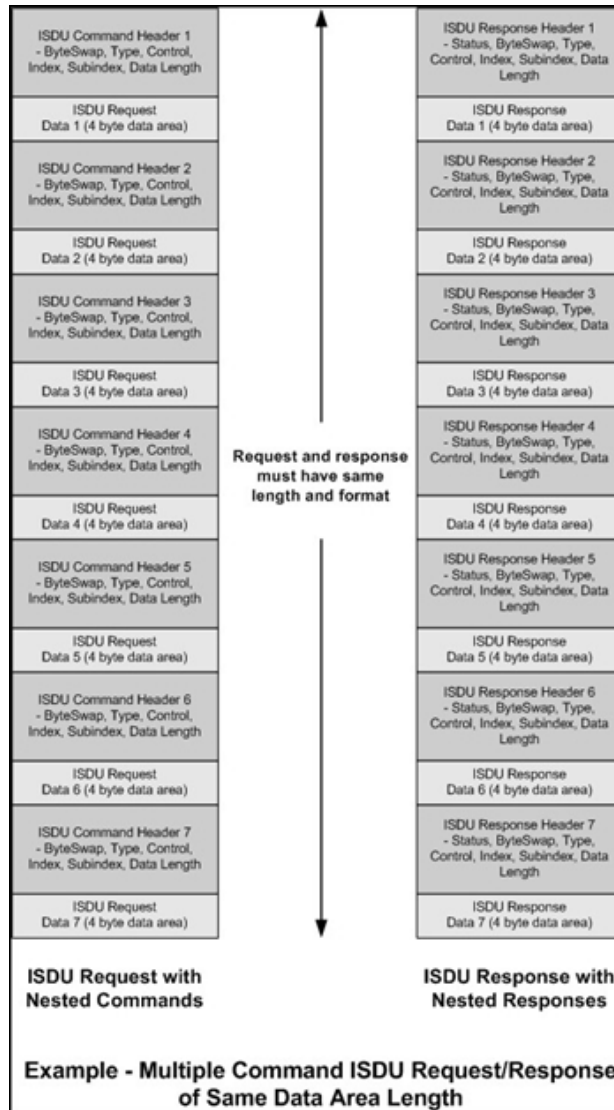 ISDU Command Header 1
- ByteSwap, Type, Control,
Index, Subindex, Data Length
ISDU Request
Data 1 (4 byte data area)
ISDU Command Header 2
- ByteSwap, Type, Control,
Index, Subindex, Data Length
ISDU Request
Data 2 (4 byte data area)
ISDU Command Header 3
- ByteSwap, Type, Control,
Index, Subindex, Data Length
ISDU Request
Data 3 (4 byte data area)
ISDU Command Header 4
- ByteSwap, Type, Control,
Index, Subindex, Data Length
ISDU Request
Data 4 (4 byte data area)
ISDU Command Header 5
- ByteSwap, Type, Control,
Index, Subindex, Data Length
ISDU Request
Data 5 (4 byte data area)
ISDU Command Header 6
- ByteSwap, Type, Control,
Index, Subindex, Data Length
ISDU Request
Data 6 (4 byte data area)
ISDU Command Header 7
- ByteSwap, Type, Control,
Index, Subindex, Data Length
ISDU Request
Data 7 (4 byte data area)
ISDU Request with
Nested Commands
Request and response
must have same
length and format
ISDU Response Header 1
- Status, ByteSwap, Type,
Control, Index, Subindex, Data
Length
ISDU Response
Data 1 (4 byte data area)
ISDU Response Header 2
- Status, ByteSwap, Type,
Control, Index, Subindex, Data
Length
ISDU Response
Data 2 (4 byte data area)
ISDU Response Header 3
- Status, ByteSwap, Type,
Control, Index, Subindex, Data
Length
ISDU Response
Data 3 (4 byte data area)
ISDU Response Header 4
- Status, ByteSwap, Type,
Control, Index, Subindex, Data
Length
ISDU Response
Data 4 (4 byte data area)
ISDU Response Header 5
- Status, ByteSwap, Type,
Control, Index, Subindex, Data
Length
ISDU Response
Data 5 (4 byte data area)
ISDU Response Header 6
- Status, ByteSwap, Type,
Control, Index, Subindex, Data
Length
ISDU Response
Data 6 (4 byte data area)
ISDU Response Header 7
- Status, ByteSwap, Type,
Control, Index, Subindex, Data
Length
ISDU Response
Data 7 (4 byte data area)
ISDU Response with
Nested Responses
Example - Multiple Command ISDU Request/Response
of Same Data Area Length